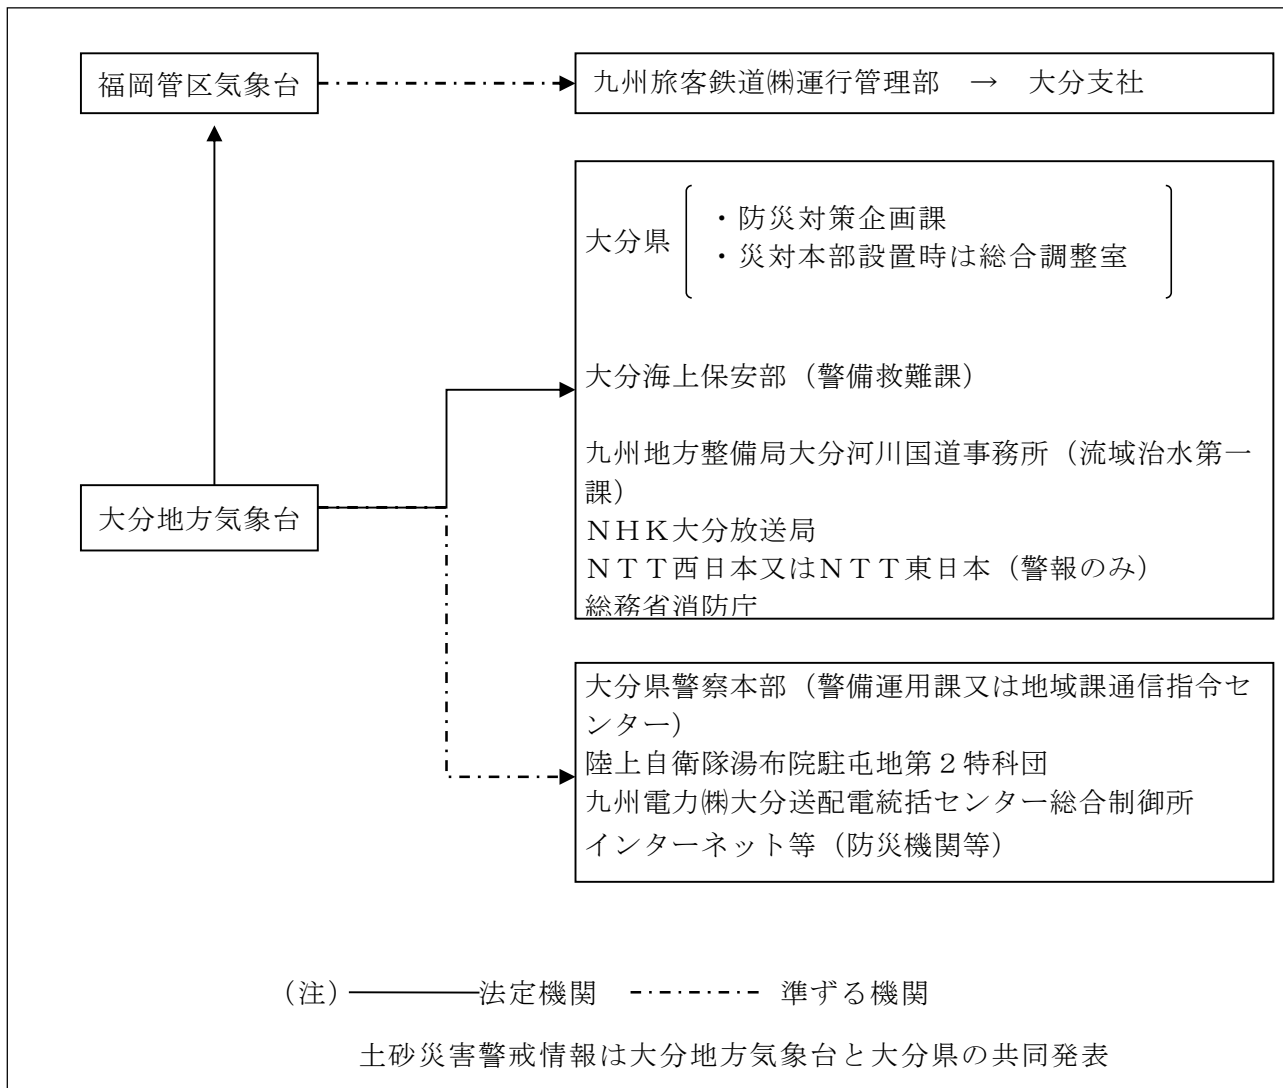 福岡管区気象台
九州旅客鉄道㈱運行管理部　→　大分支社
大分県
・防災対策企画課
・災対本部設置時は総合調整室
大分海上保安部（警備救難課）
九州地方整備局大分河川国道事務所（流域治水第一
課）
大分地方気象台
ＮＨＫ大分放送局
ＮＴＴ西日本又はＮＴＴ東日本（警報のみ）
総務省消防庁
大分県警察本部（警備運用課又は地域課通信指令セ
ンター）
陸上自衛隊湯布院駐屯地第２特科団
九州電力㈱大分送配電統括センター総合制御所
インターネット等（防災機関等）
（注）　法定機関　準ずる機関
土砂災害警戒情報は大分地方気象台と大分県の共同発表